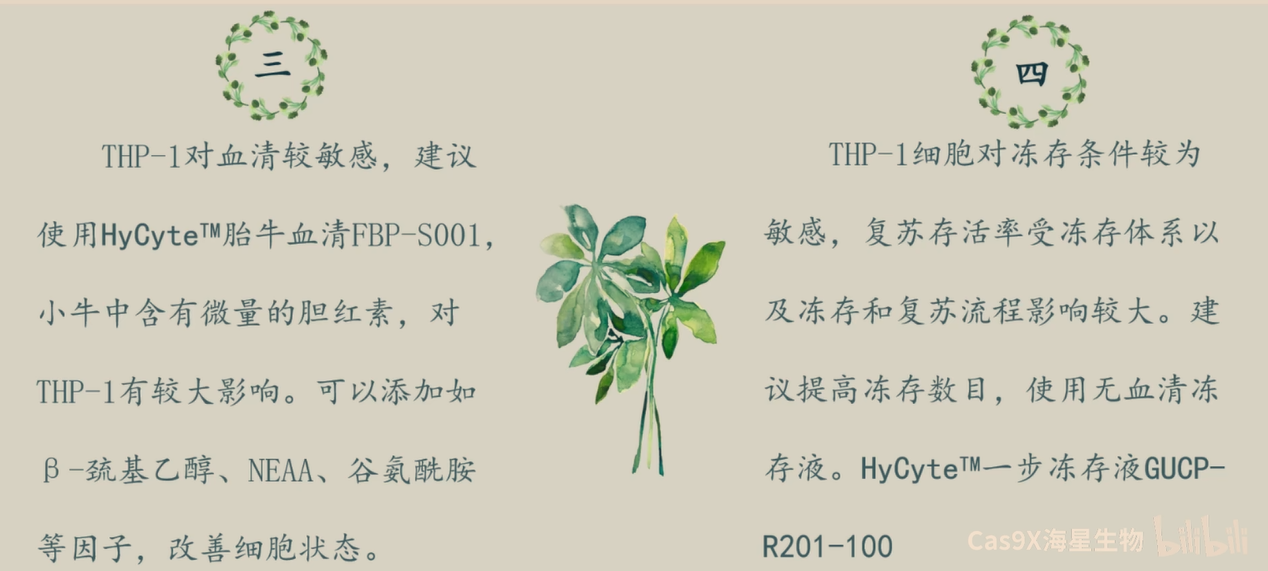 三
THP-1对血清较敏感，建议
使用HyCyte™胎牛血清FBP-S001，
小牛中含有微量的胆红素，对
THP-1有较大影响。可以添加如
β-巯基乙醇、NEAA、谷氨酰胺
等因子，改善细胞状态。
四
THP-1细胞对冻存条件较为
敏感，复苏存活率受冻存体系以
及冻存和复苏流程影响较大。建
议提高冻存数目，使用无血清冻
存液。HyCyte™一步冻存液GUCP-
R201-100
Cas9X海星生物 bilibili